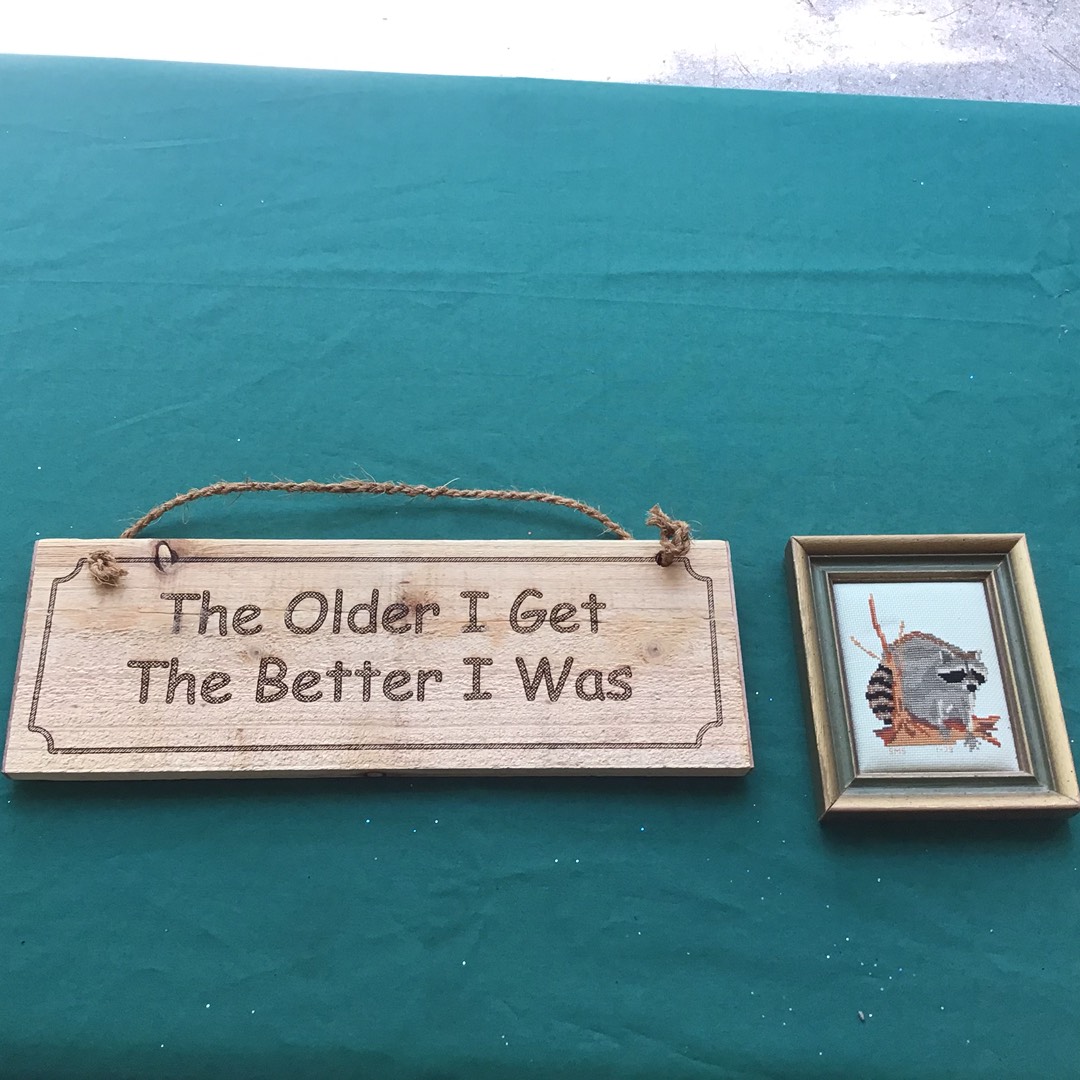 The Older I Get
The Better I Was